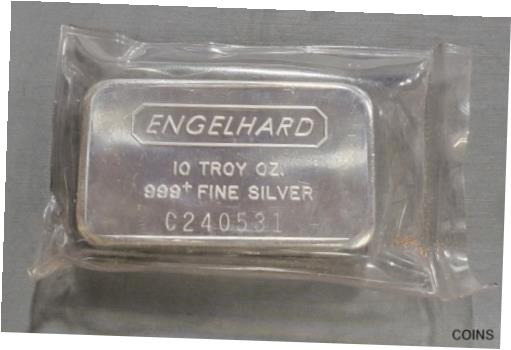 ENGELHARD
10 TROY OZ.
999+ FINE SILVER
C240531
COINS